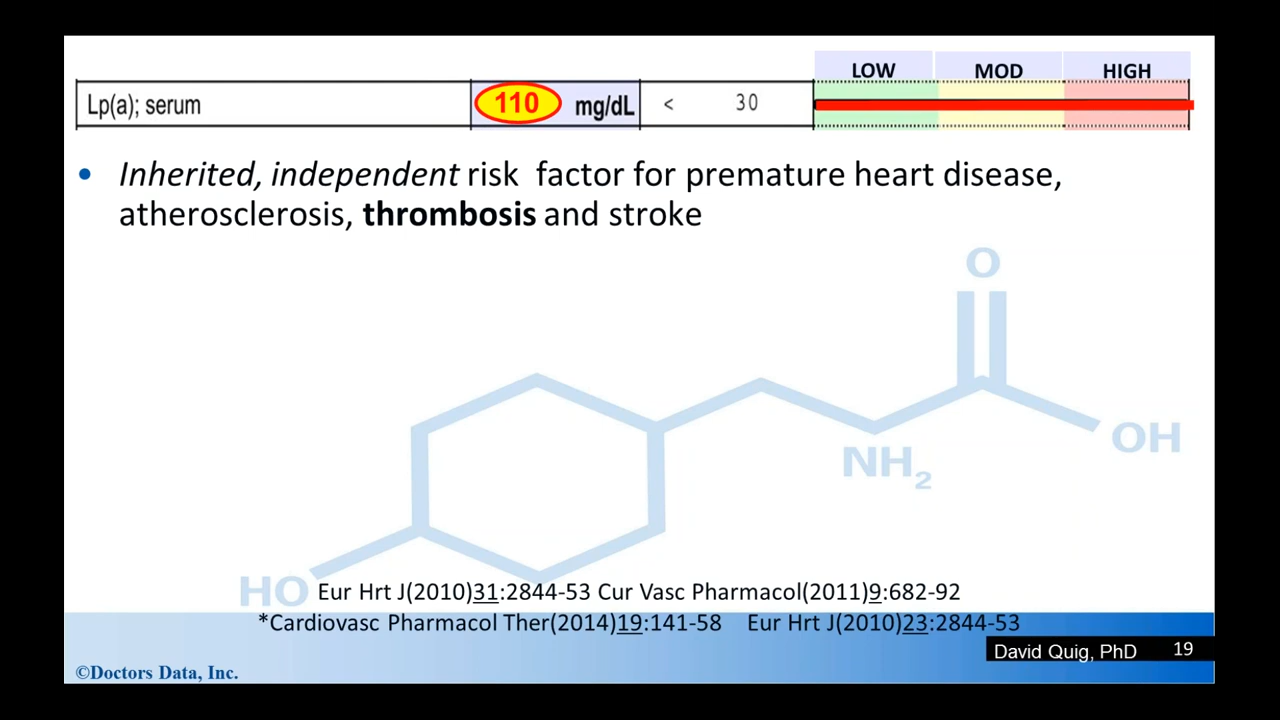 LOW MOD HIGH
Lp(a); serum 110 mg/dL < 30
• Inherited, independent risk factor for premature heart disease,
atherosclerosis, thrombosis and stroke
O
OH
NH2
HO
Eur Hrt J(2010)31:2844-53 Cur Vasc Pharmacol(2011)9:682-92
*Cardiovasc Pharmacol Ther(2014)19:141-58 Eur Hrt J(2010)23:2844-53
David Quig, PhD 19
©Doctors Data, Inc.